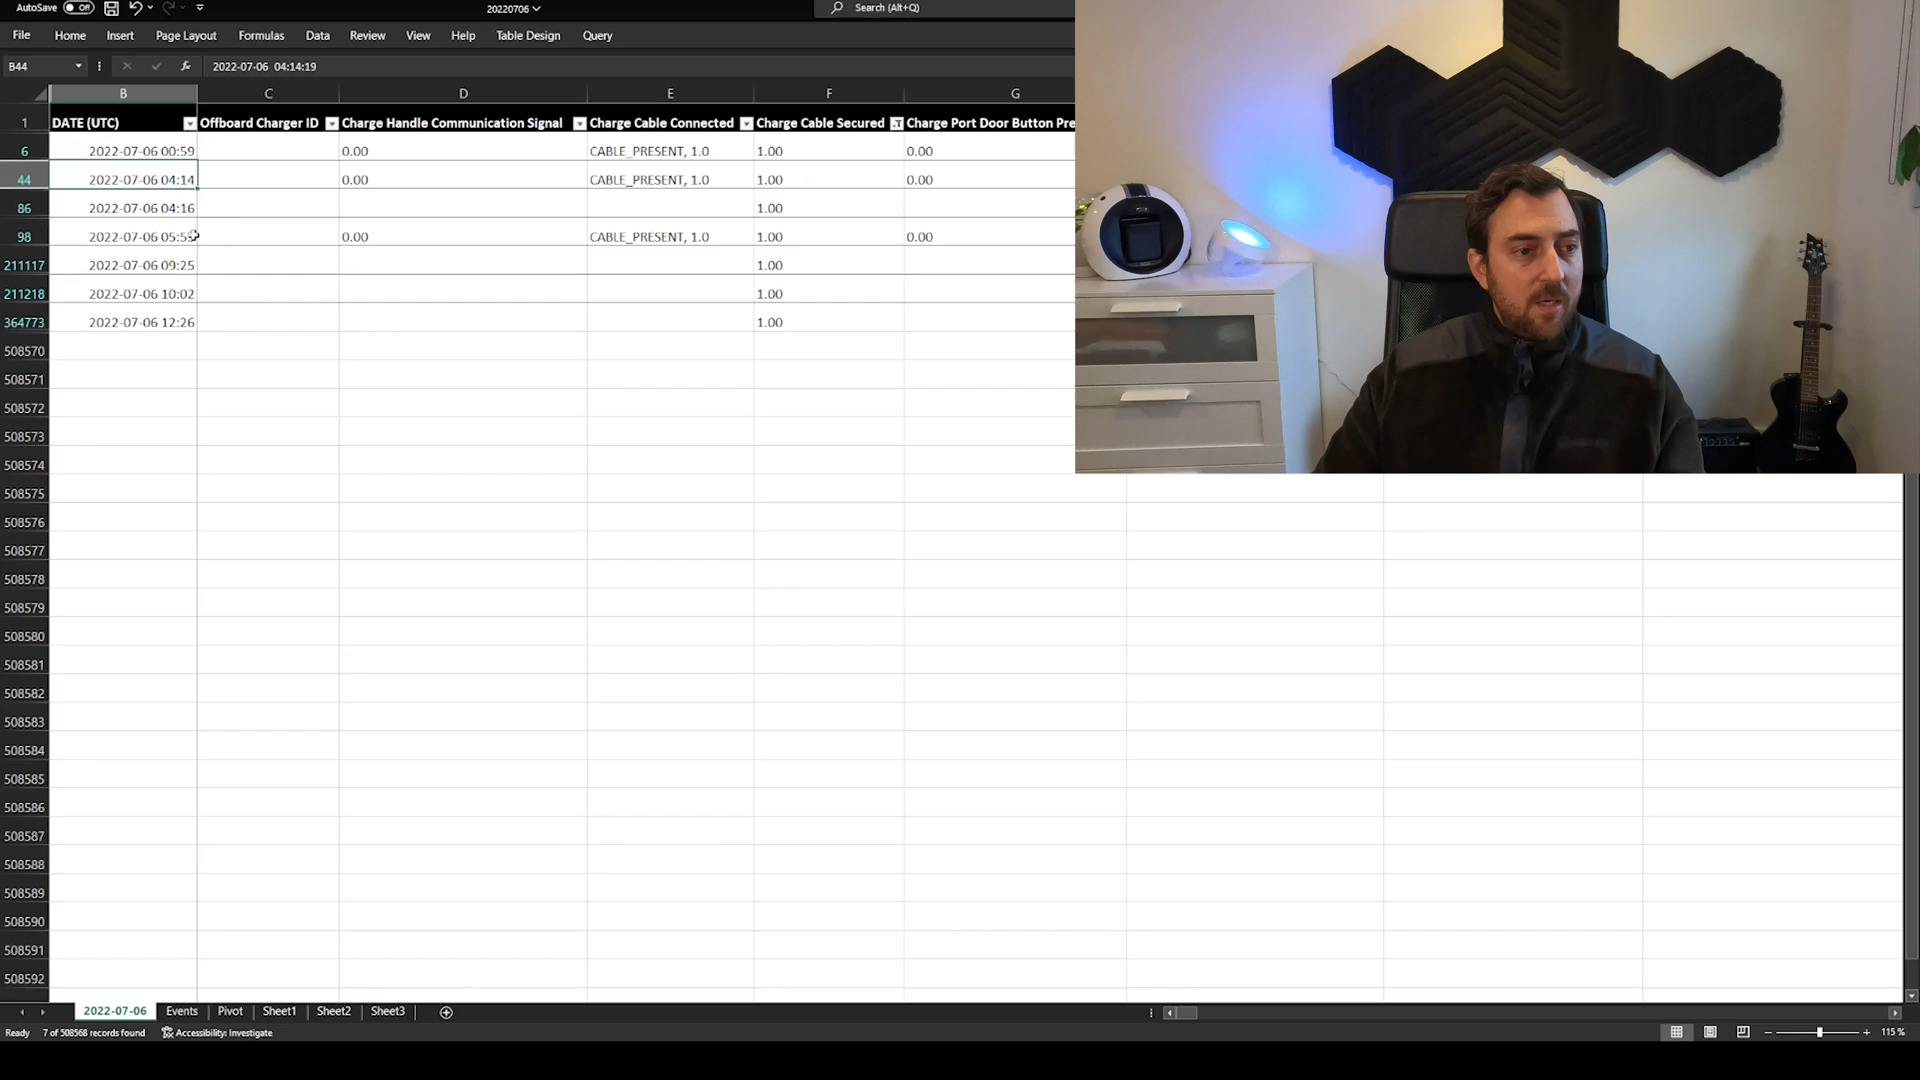 AutoSave Off 20220706 Search (Alt+Q)
File Home Insert Page Layout Formulas Data Review View Help Table Design Query
B44 fx 2022-07-06 04:14:19
B C D E F G
1 DATE (UTC) Offboard Charger ID Charge Handle Communication Signal Charge Cable Connected Charge Cable Secured Charge Port Door Button Pre
6 2022-07-06 00:59 0.00 CABLE_PRESENT, 1.0 1.00 0.00
44 2022-07-06 04:14 0.00 CABLE_PRESENT, 1.0 1.00 0.00
86 2022-07-06 04:16 1.00
98 2022-07-06 0.00 CABLE_PRESENT, 1.0 1.00 0.00
211117 2022-07-06 09:25 1.00
211218 2022-07-06 10:02 1.00
364773 2022-07-06 12:26 1.00
508570
508571
508572
508573
508574
508575
508576
508577
508578
508579
508580
508581
508582
508583
508584
508585
508586
508587
508588
508589
508590
508591
508592
2022-07-06 Events Pivot Sheet1 Sheet2 Sheet3
Ready 7 of 508568 records found Accessibility: Investigate 115 %